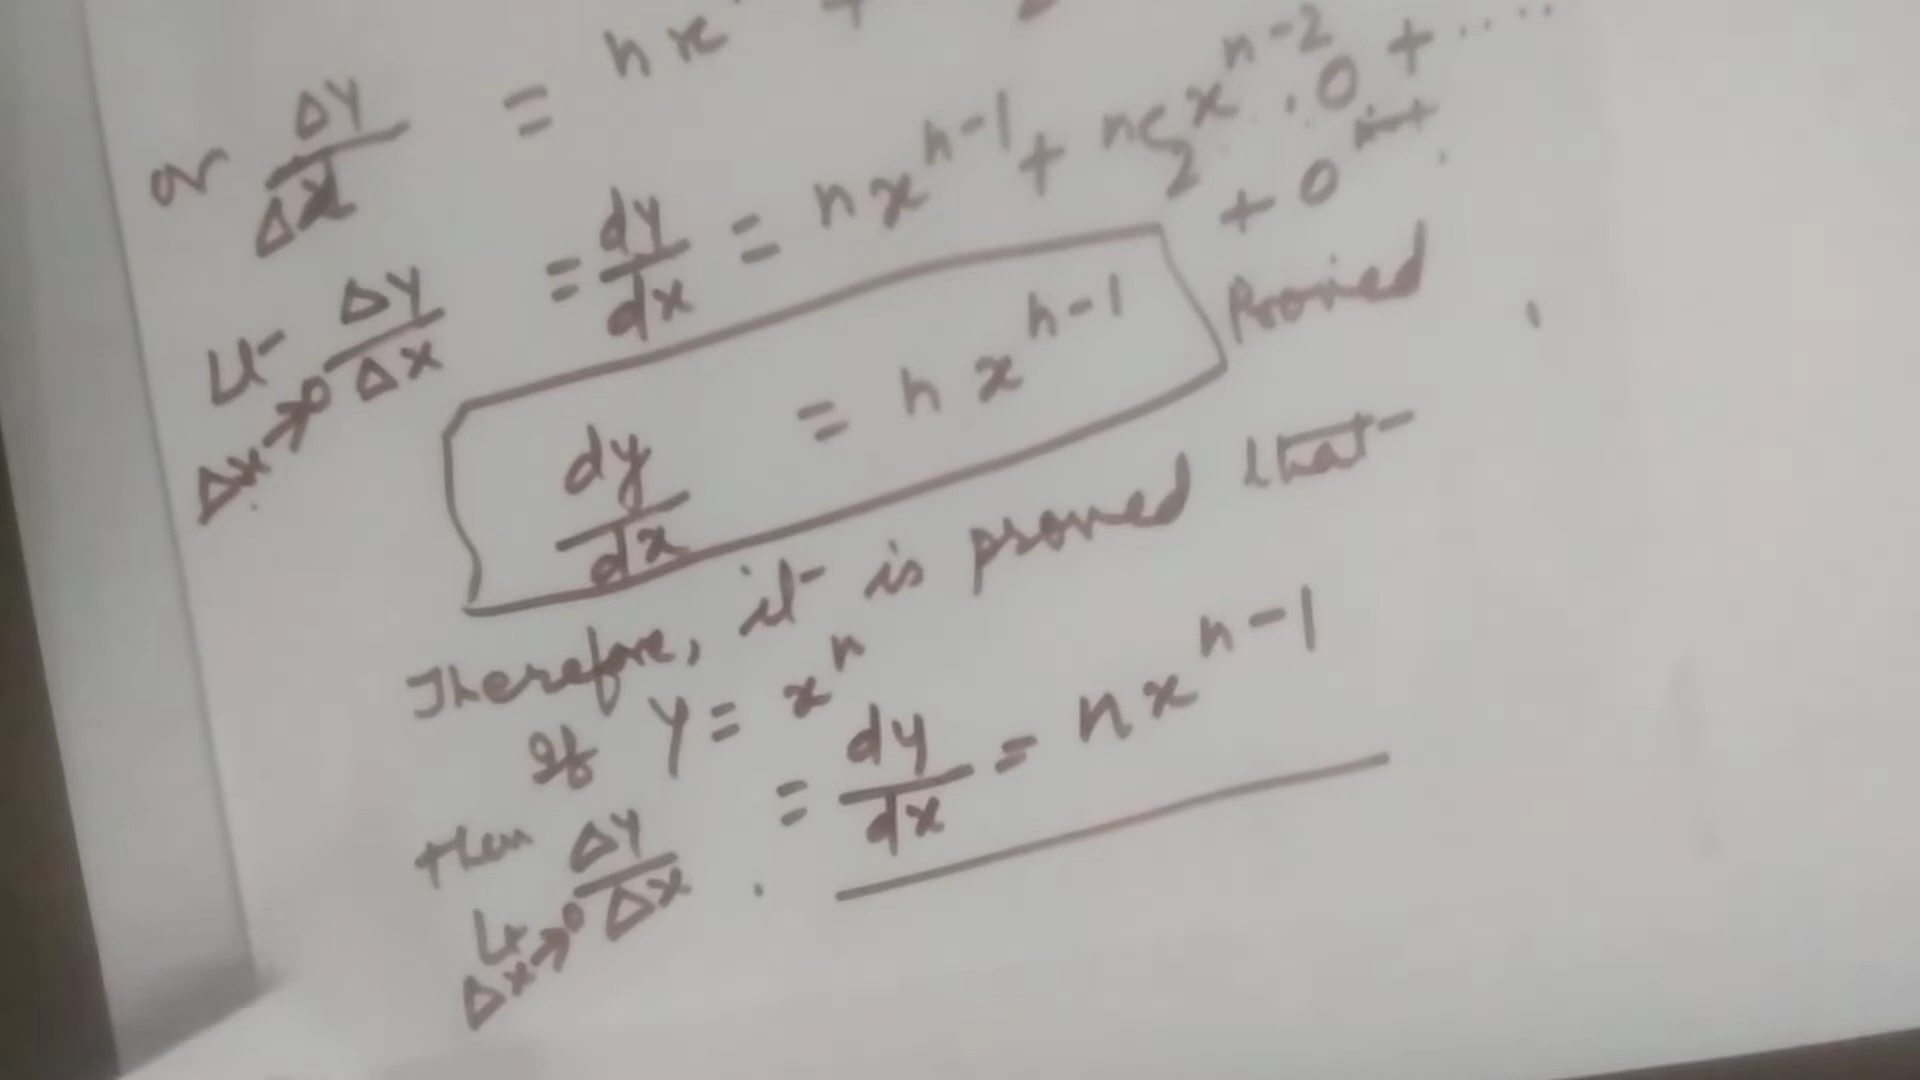 or Δy/Δx = nx
Lt Δx→0 Δy/Δx = dy/dx = nx^(n-1) + nC2 x^(n-2) . 0 + ....
+ 0
dy/dx = n x^(n-1) Proved
Therefore, it is proved that
If y = x^n
then Lt Δx→0 Δy/Δx = dy/dx = nx^(n-1)